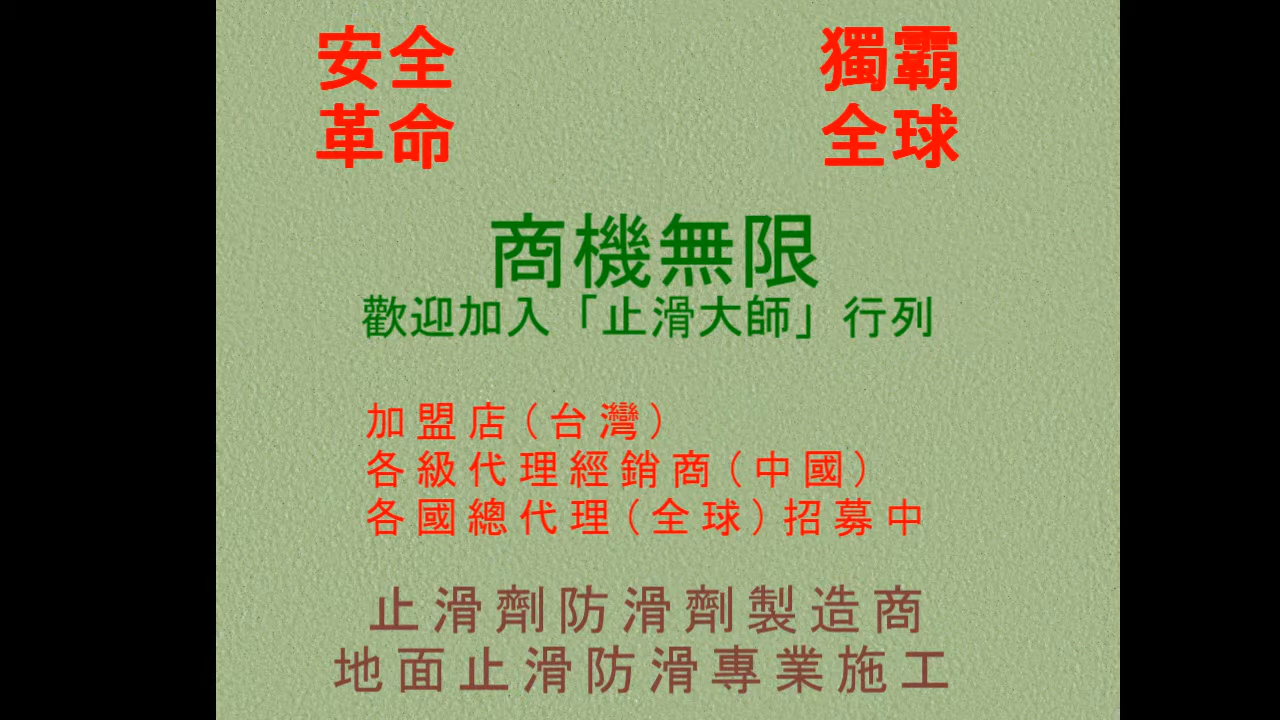 安全 獨霸
革命 全球
商機無限
歡迎加入「止滑大師」行列
加盟店(台灣)
各級代理經銷商(中國)
各國總代理(全球)招募中
止滑劑防滑劑製造商
地面止滑防滑專業施工